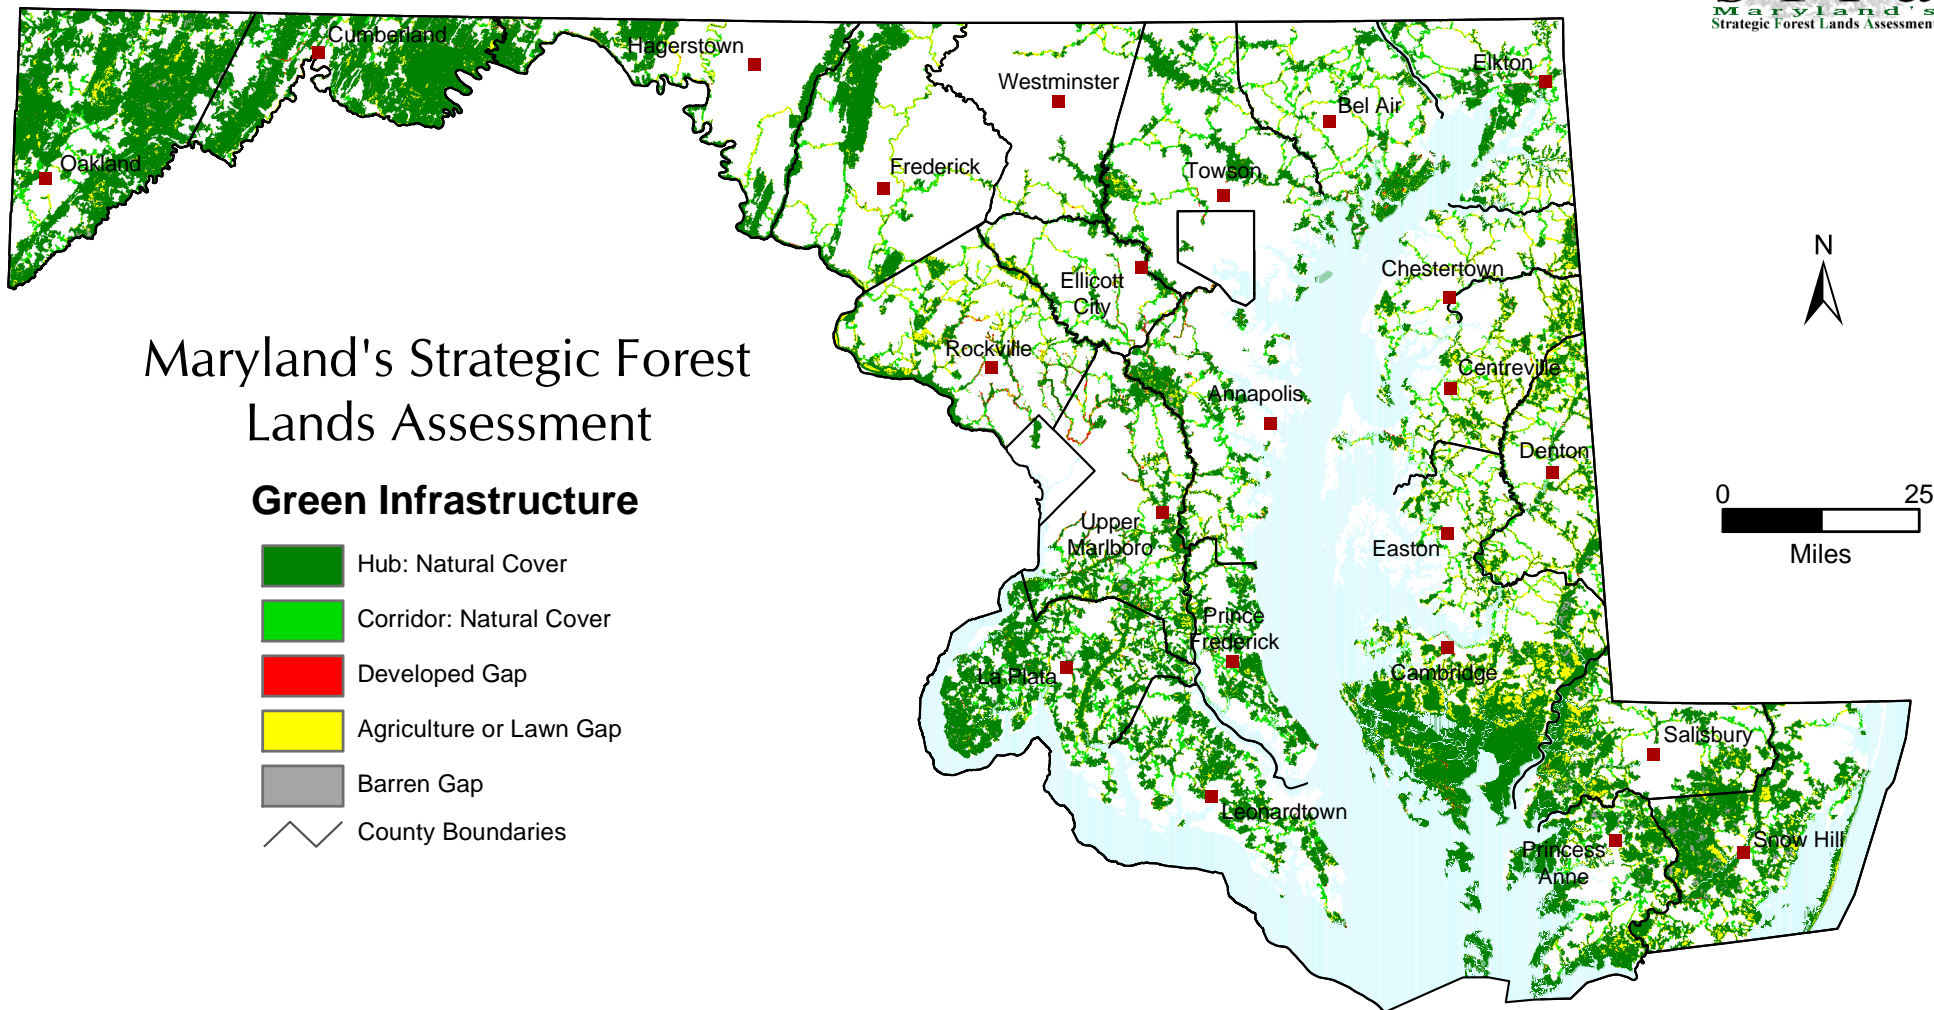 Maryland's
Strategic Forest Lands Assessment
Cumberland
Hagerstown
Westminster
Elkton
Bel Air
Oakland
Frederick
Towson
N
Ellicott
City
Chestertown
Maryland's Strategic Forest
Lands Assessment
Rockville
Centreville
Annapolis
Denton
Green Infrastructure
0 25
Miles
Upper
Marlboro
Easton
Hub: Natural Cover
Corridor: Natural Cover
Prince
Frederick
Developed Gap
La Plata
Cambridge
Agriculture or Lawn Gap
Salisbury
Barren Gap
Leonardtown
County Boundaries
Princess
Anne
Snow Hill